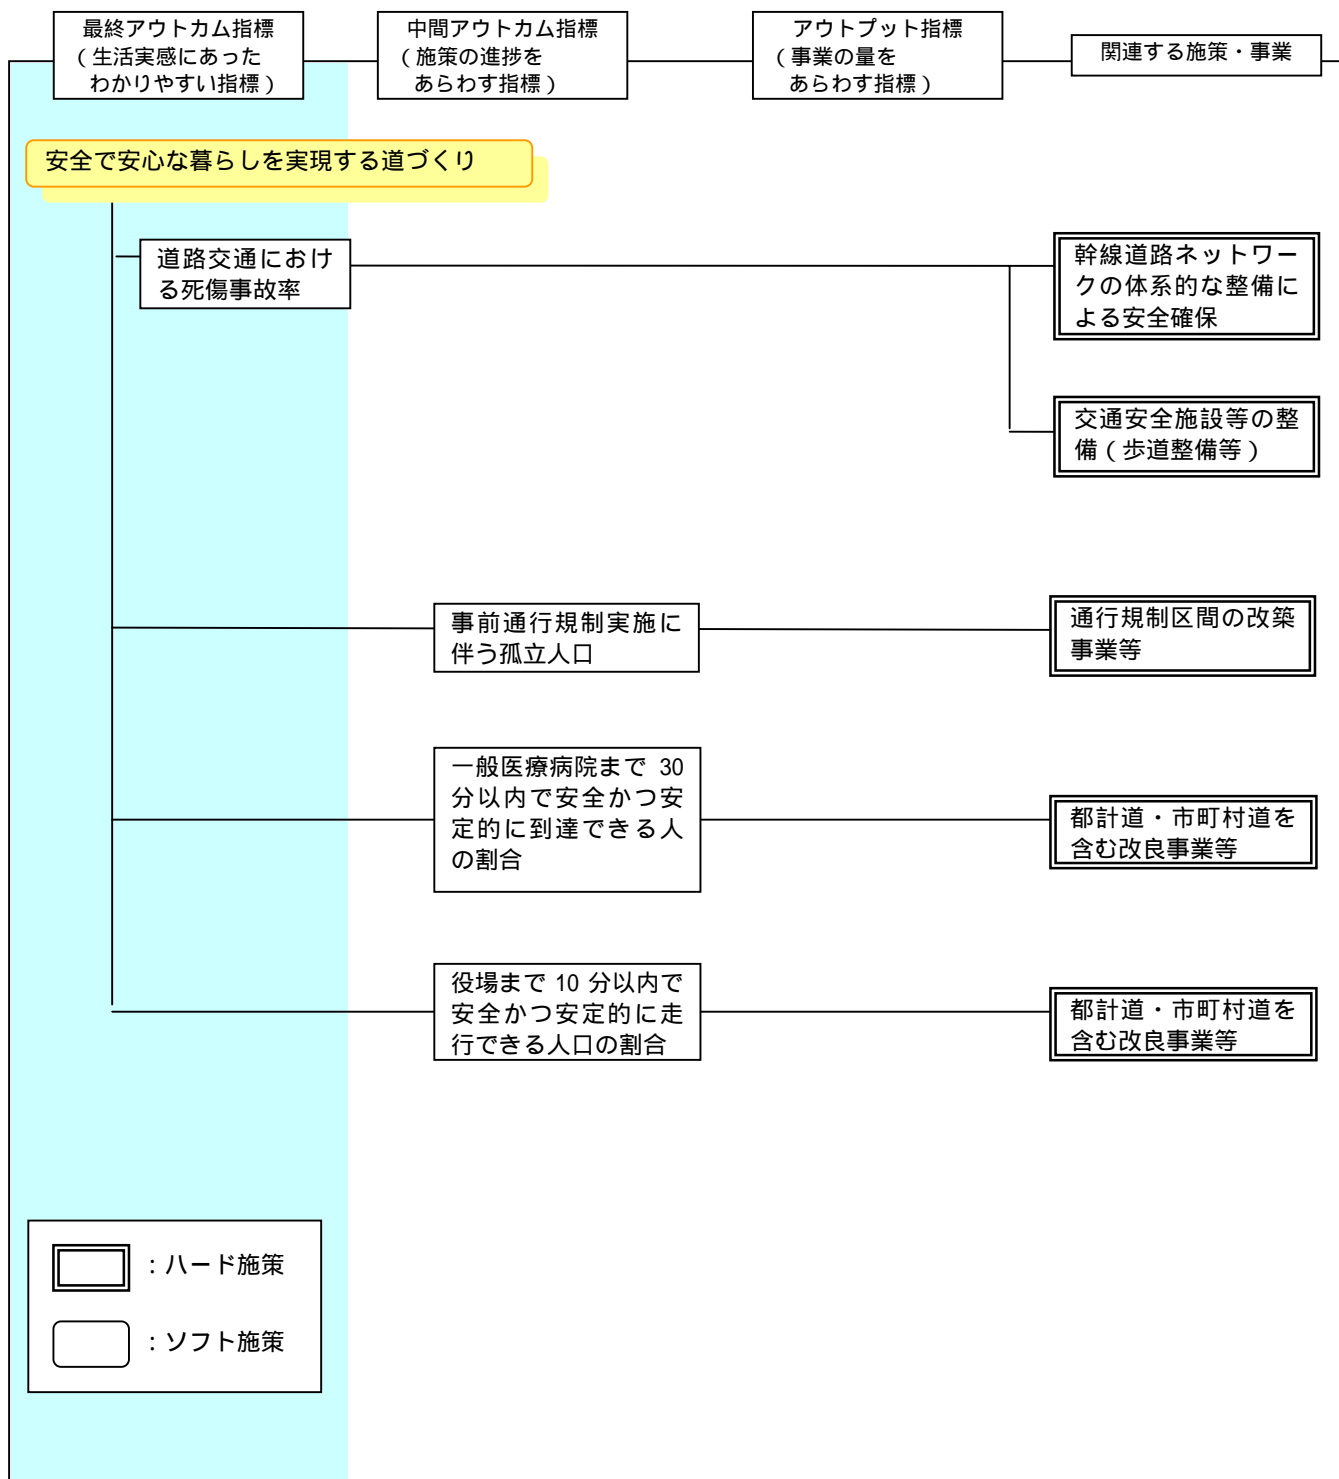 最終アウトカム指標
（生活実感にあった
わかりやすい指標）
中間アウトカム指標
（施策の進捗を
あらわす指標）
アウトプット指標
（事業の量を
あらわす指標）
関連する施策・事業
安全で安心な暮らしを実現する道づくり
道路交通におけ
る死傷事故率
幹線道路ネットワー
クの体系的な整備に
よる安全確保
交通安全施設等の整
備（歩道整備等）
事前通行規制実施に
伴う孤立人口
通行規制区間の改築
事業等
一般医療病院まで 30
分以内で安全かつ安
定的に到達できる人
の割合
都計道・市町村道を
含む改良事業等
役場まで 10 分以内で
安全かつ安定的に走
行できる人口の割合
都計道・市町村道を
含む改良事業等
：ハード施策
：ソフト施策